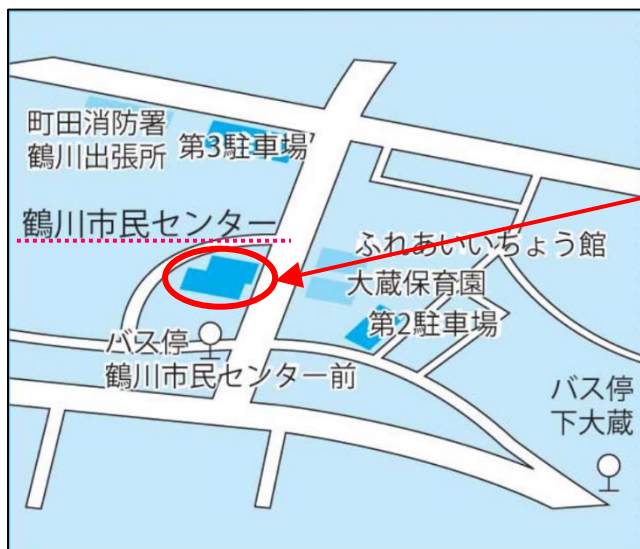 町田消防署
鶴川出張所
第3駐車場
鶴川市民センター
ふれあいいちょう館
大蔵保育園
第2駐車場
バス停
鶴川市民センター前
バス停
下大蔵